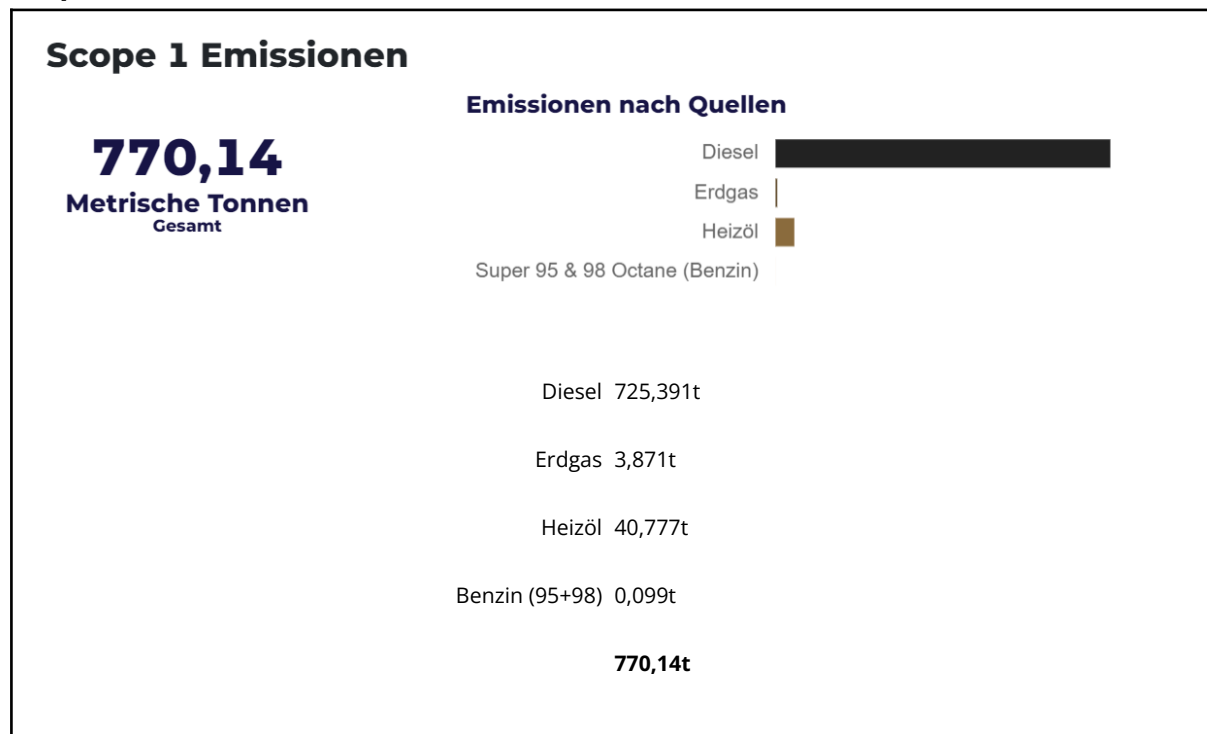 Scope 1 Emissionen
Emissionen nach Quellen
770,14
Metrische Tonnen
Gesamt
Diesel
Erdgas
Heizöl
Super 95 & 98 Octane (Benzin)
Diesel 725,391t
Erdgas 3,871t
Heizöl 40,777t
Benzin (95+98) 0,099t
770,14t